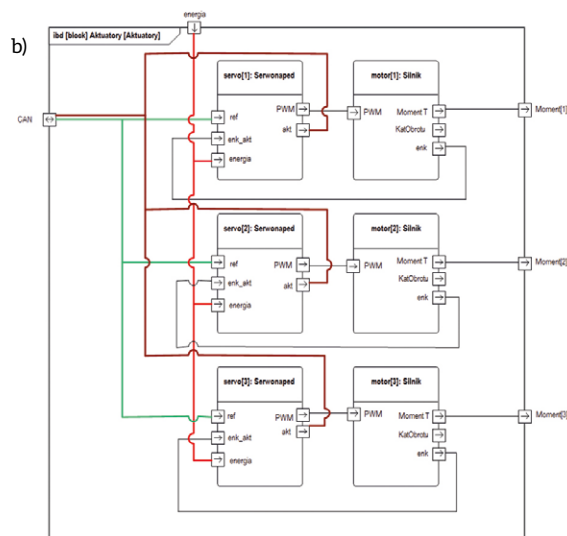 energia
b)
ibd [blosk] Aktuatory [Aktuatory]
CAN
servo[1]: Serwonaped
motor[1]: Silnik
PWM
PWM
Moment T
Moment[1]
ref
akt
KatObrotu
enk_akt
enk
energia
servo[2]: Serwonaped
motor[2]: Silnik
ref
PWM
PWM
Moment T
Moment[2]
enk_akt
akt
KatObrotu
energia
enk
servo[3]: Serwonaped
motor[3]: Silnik
ref
PWM
PWM
Moment T
Moment[3]
enk_akt
akt
KatObrotu
energia
enk